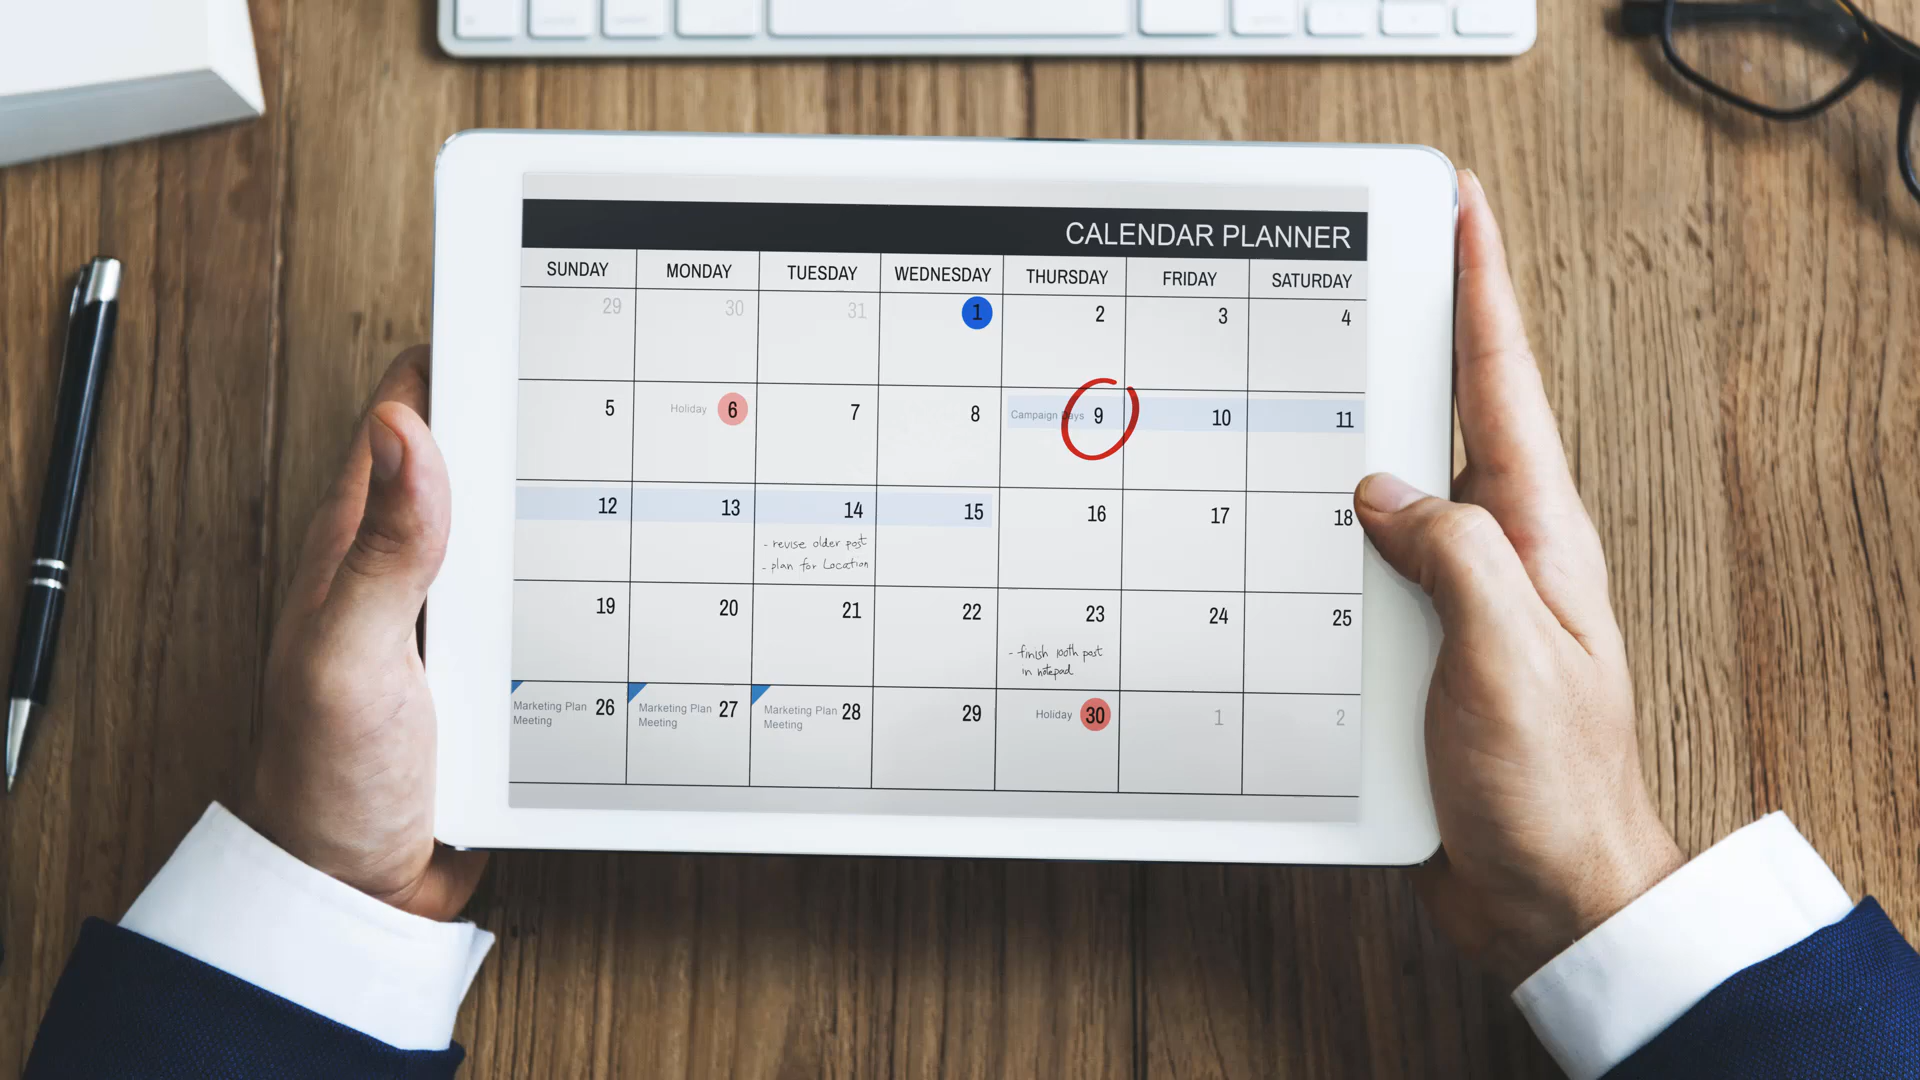 CALENDAR PLANNER
SUNDAY MONDAY TUESDAY WEDNESDAY THURSDAY FRIDAY SATURDAY
29 30 31 1 2 3 4
5 Holiday 6 7 8 Campaign Days 9 10 11
12 13 14 15 16 17 18
- revise older post
- plan for Location
19 20 21 22 23 24 25
- finish 100th post
in notepad
Marketing Plan 26 Marketing Plan 27 Marketing Plan 28 29 Holiday 30 1 2
Meeting Meeting Meeting